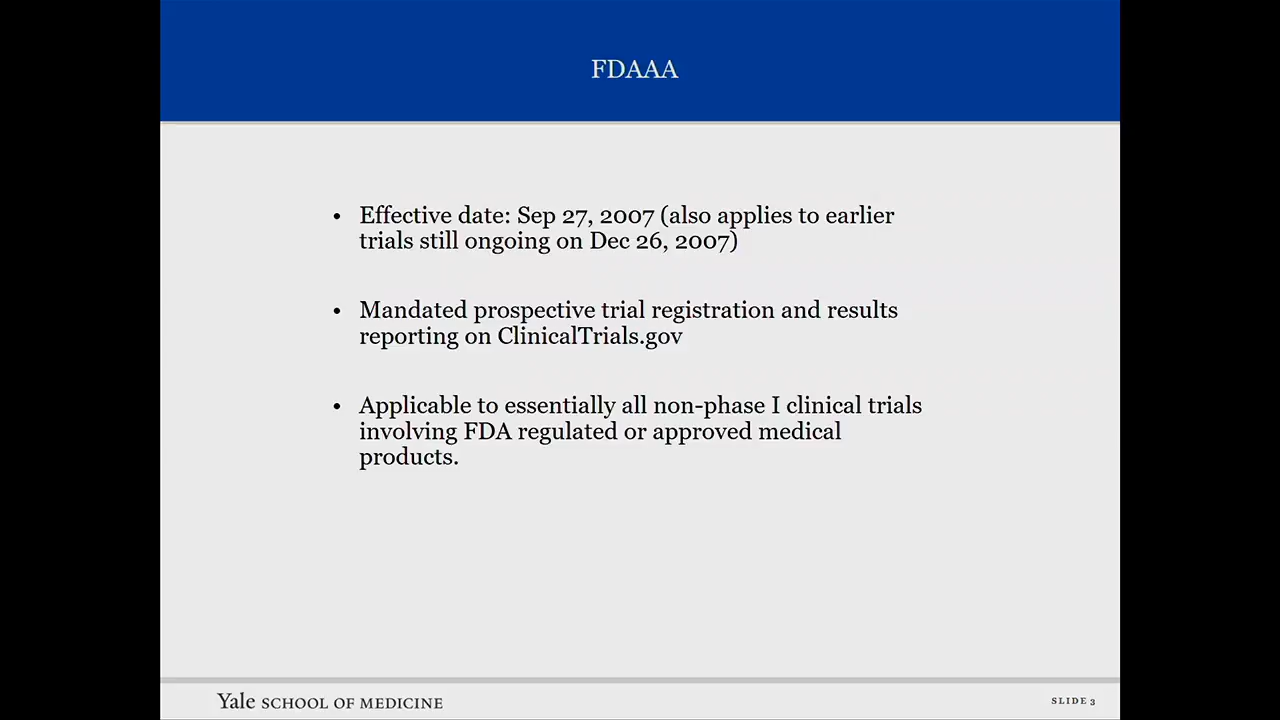 FDAAA
• Effective date: Sep 27, 2007 (also applies to earlier
trials still ongoing on Dec 26, 2007)
• Mandated prospective trial registration and results
reporting on ClinicalTrials.gov
• Applicable to essentially all non-phase I clinical trials
involving FDA regulated or approved medical
products.
Yale SCHOOL OF MEDICINE
SLIDE 3